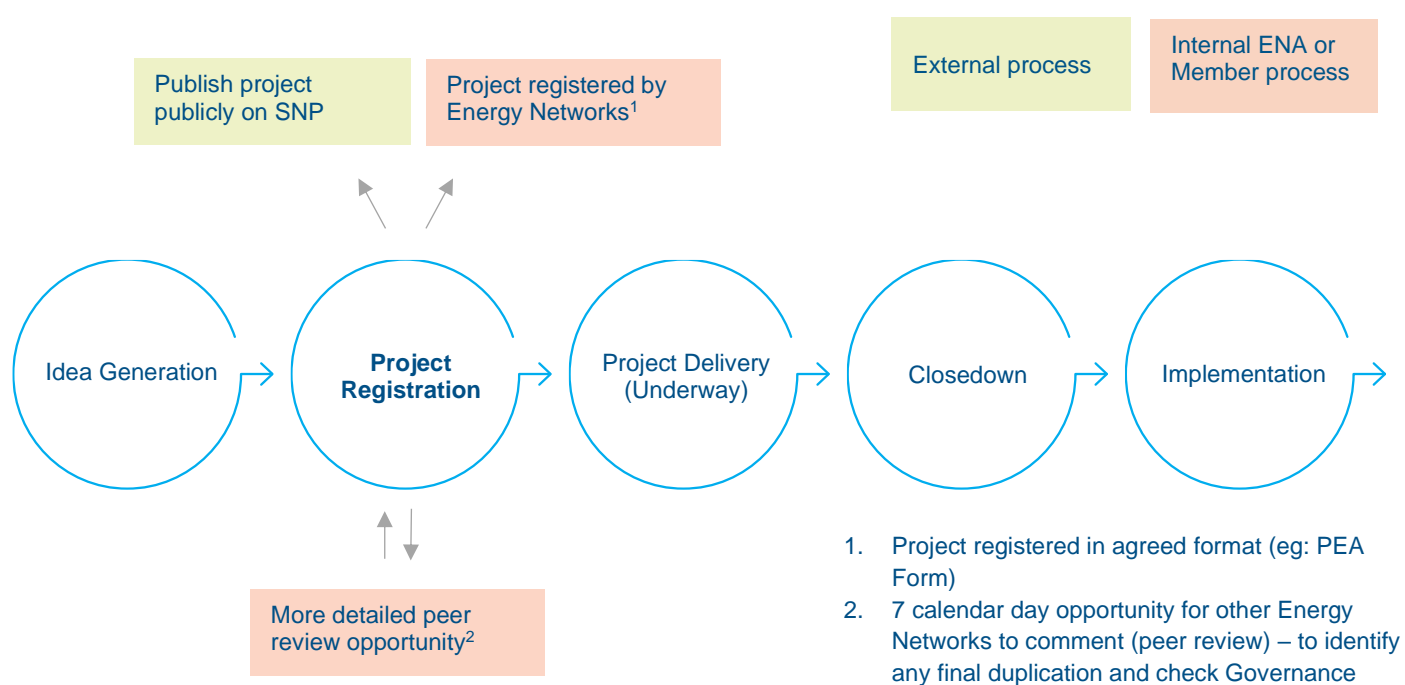 External process
Internal ENA or
Member process
Publish project
publicly on SNP
Project registered by
Energy Networks¹
Idea Generation
Project
Registration
Project Delivery
(Underway)
Closedown
Implementation
More detailed peer
review opportunity²
1. Project registered in agreed format (eg: PEA
Form)
2. 7 calendar day opportunity for other Energy
Networks to comment (peer review) – to identify
any final duplication and check Governance